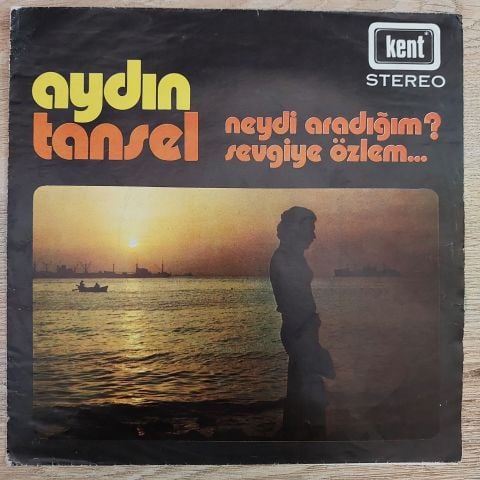 kent
STEREO
aydın
tansel
neydi aradığım?
sevgiye özlem...